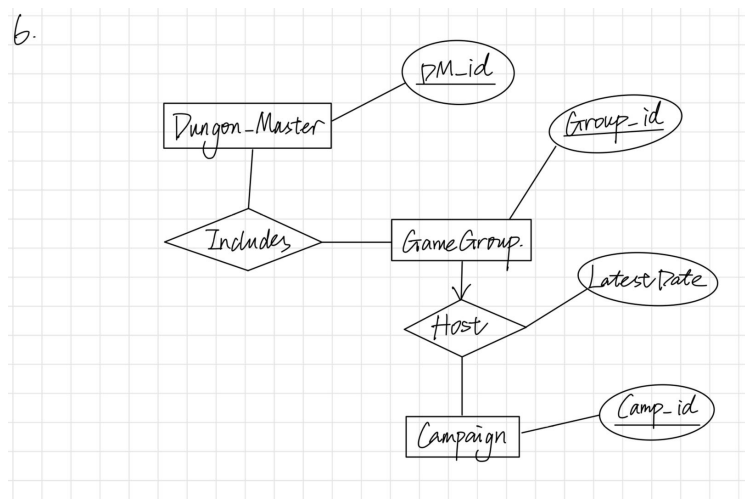 6.
DM_id
Dungon_Master
Group_id
Includes
GameGroup.
LatestDate
Host
Camp_id
Campaign